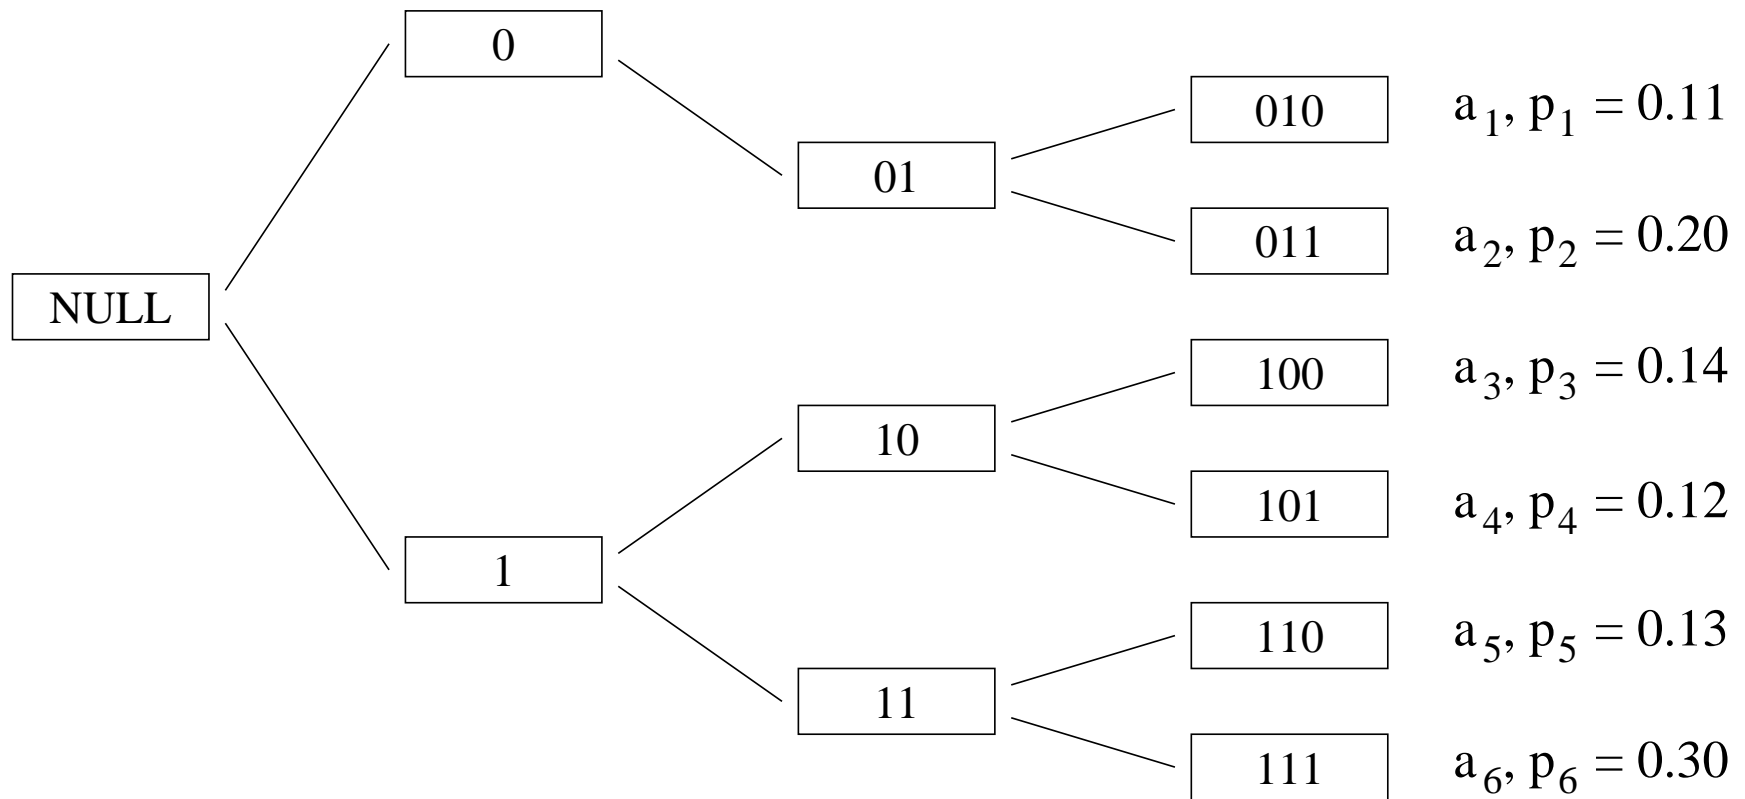 0
010 a1, p1 = 0.11
01
011 a2, p2 = 0.20
NULL
100 a3, p3 = 0.14
10
101 a4, p4 = 0.12
1
110 a5, p5 = 0.13
11
111 a6, p6 = 0.30